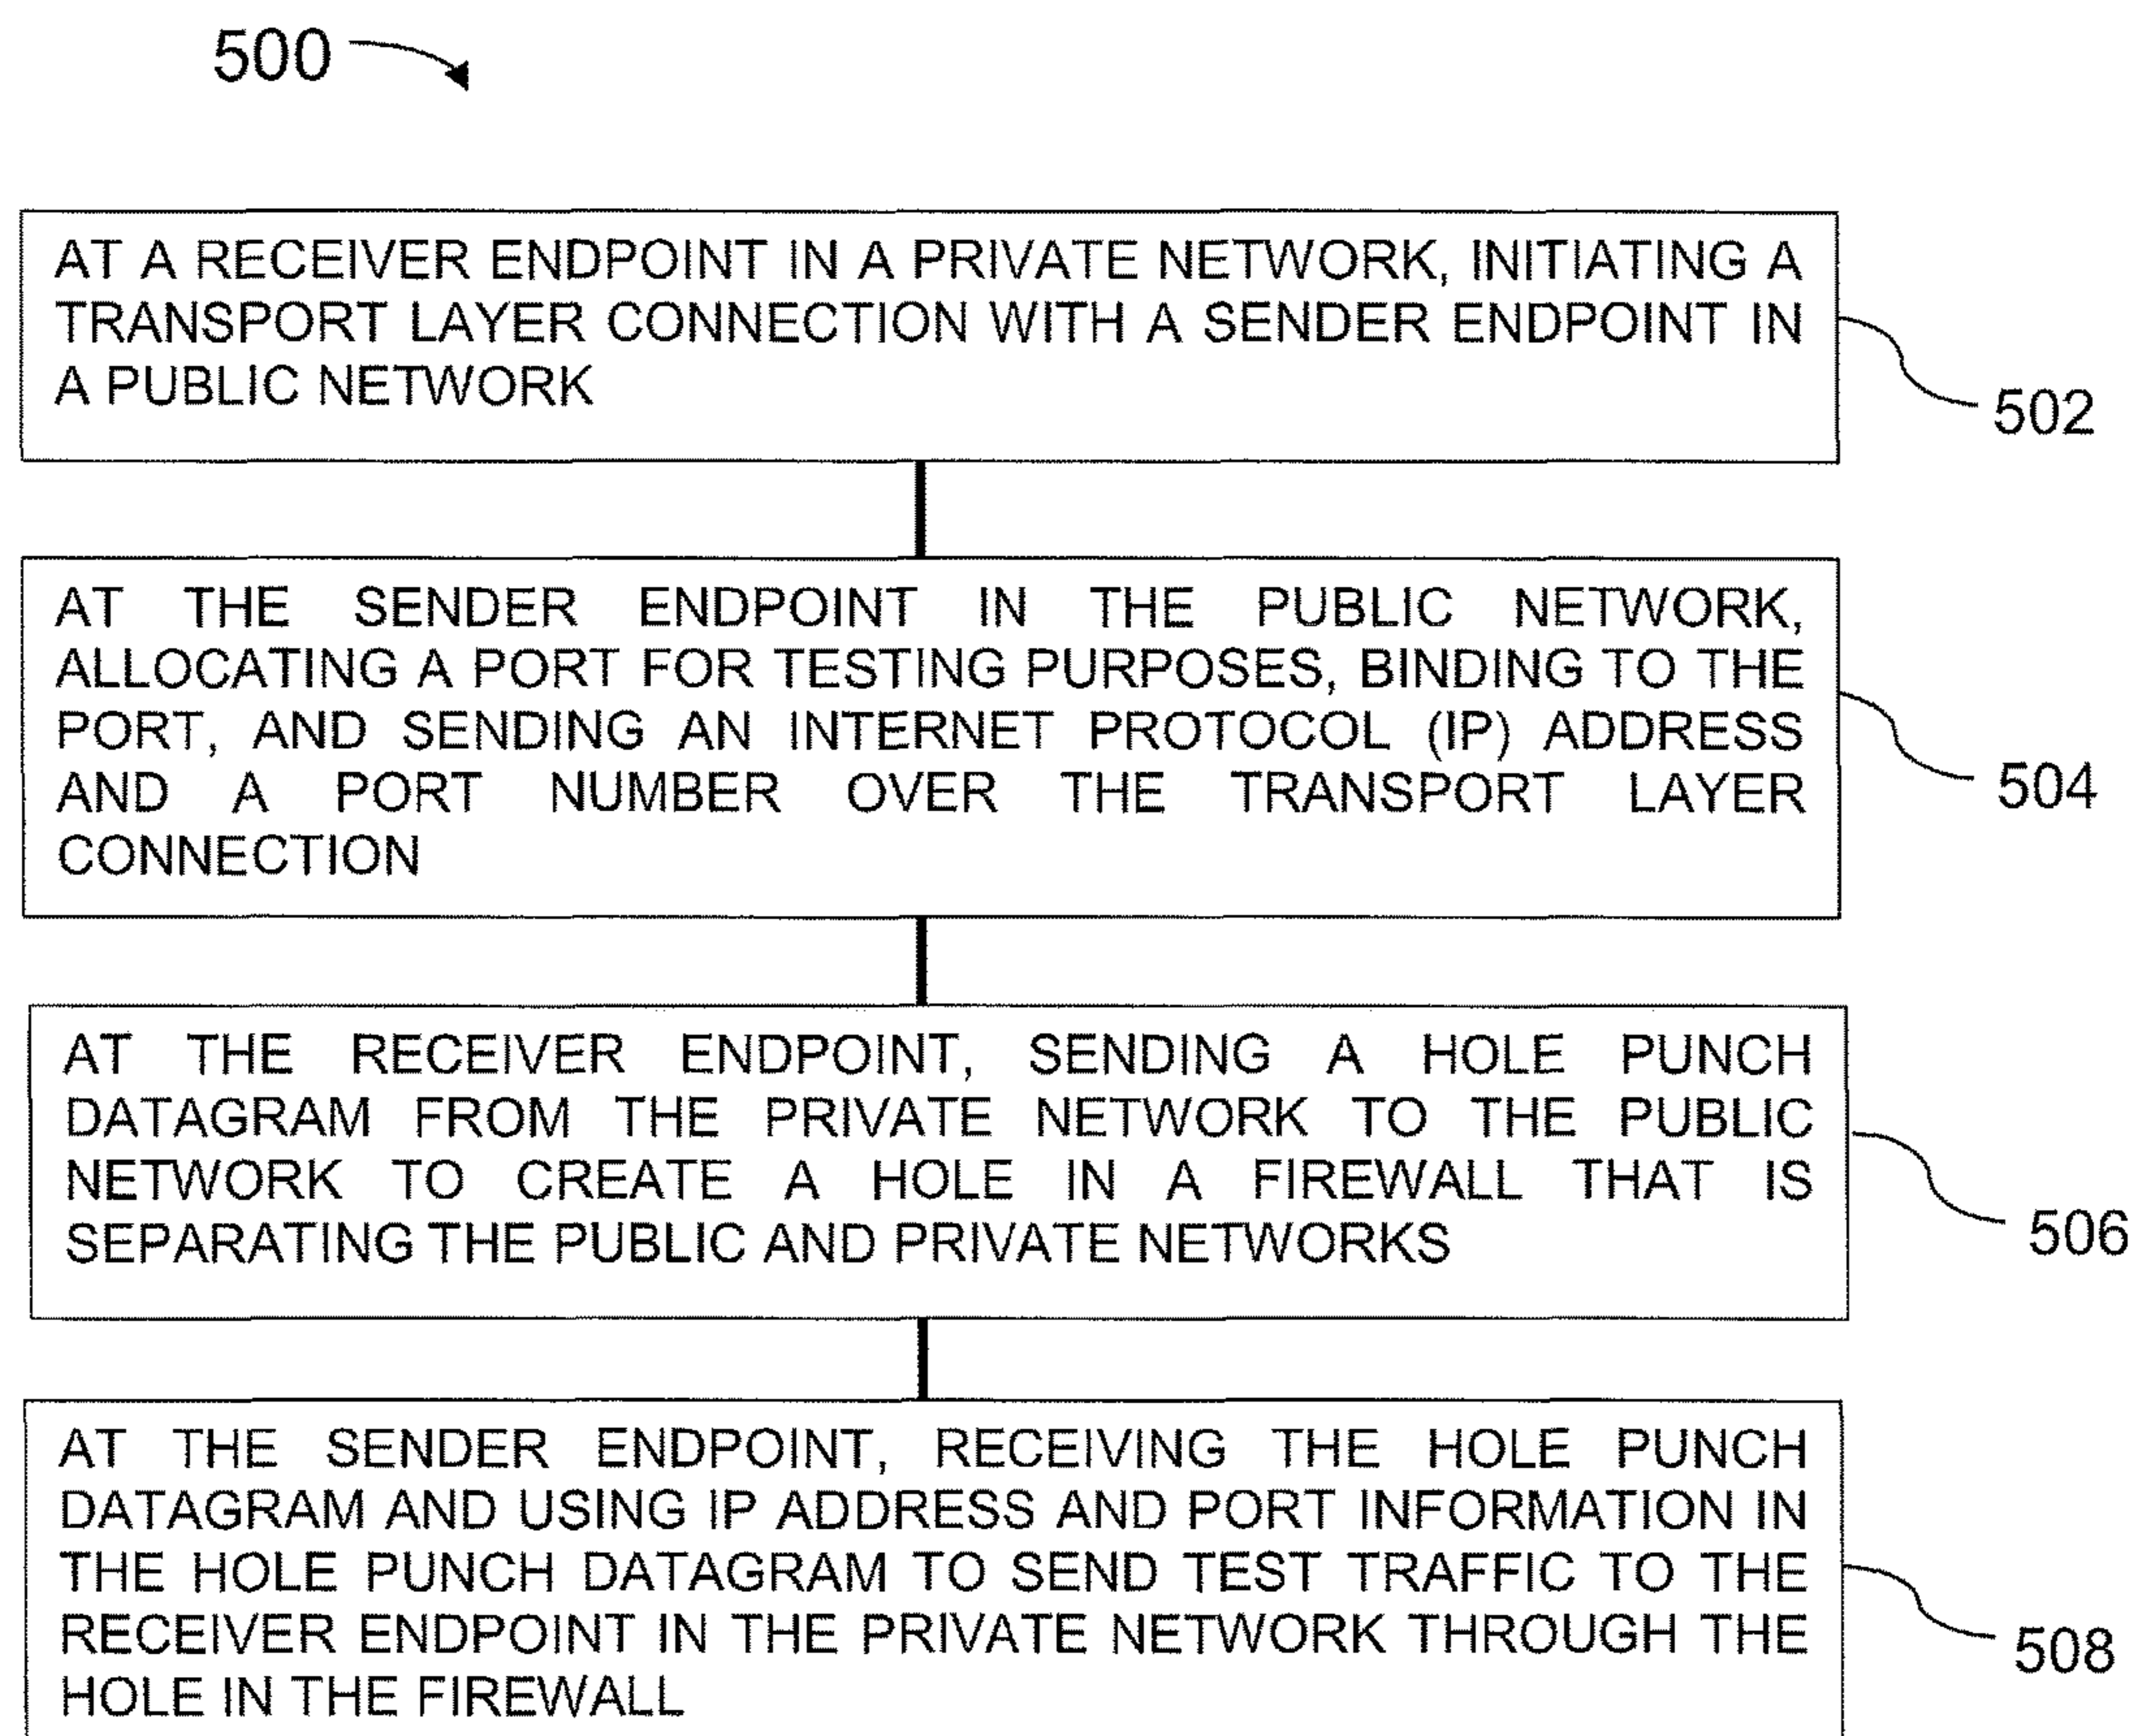 500
AT A RECEIVER ENDPOINT IN A PRIVATE NETWORK, INITIATING A
TRANSPORT LAYER CONNECTION WITH A SENDER ENDPOINT IN
A PUBLIC NETWORK
502
AT THE SENDER ENDPOINT IN THE PUBLIC NETWORK,
ALLOCATING A PORT FOR TESTING PURPOSES, BINDING TO THE
PORT, AND SENDING AN INTERNET PROTOCOL (IP) ADDRESS
AND A PORT NUMBER OVER THE TRANSPORT LAYER
CONNECTION
504
AT THE RECEIVER ENDPOINT, SENDING A HOLE PUNCH
DATAGRAM FROM THE PRIVATE NETWORK TO THE PUBLIC
NETWORK TO CREATE A HOLE IN A FIREWALL THAT IS
SEPARATING THE PUBLIC AND PRIVATE NETWORKS
506
AT THE SENDER ENDPOINT, RECEIVING THE HOLE PUNCH
DATAGRAM AND USING IP ADDRESS AND PORT INFORMATION IN
THE HOLE PUNCH DATAGRAM TO SEND TEST TRAFFIC TO THE
RECEIVER ENDPOINT IN THE PRIVATE NETWORK THROUGH THE
HOLE IN THE FIREWALL
508